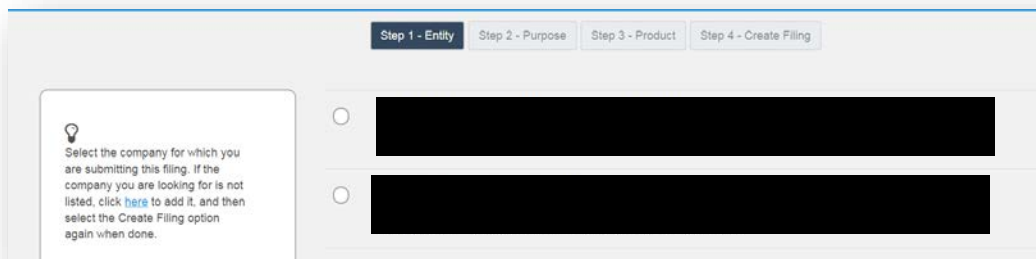 Step 1 - Entity Step 2 - Purpose Step 3 - Product Step 4 - Create Filing
Select the company for which you
are submitting this filing. If the
company you are looking for is not
listed, click here to add it, and then
select the Create Filing option
again when done.